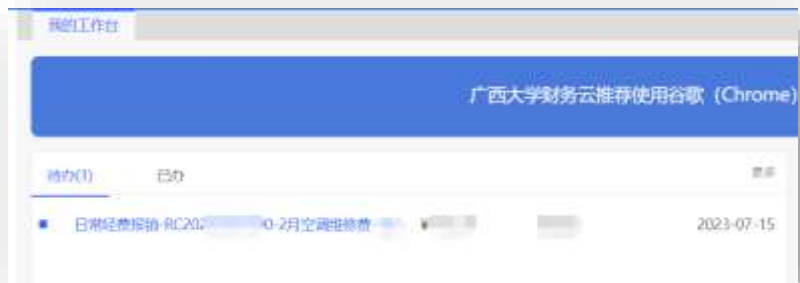 我的工作台
广西大学财务云推荐使用谷歌（Chrome）
待办(1) 已办 更多
日常经费报销-RC202 0-2月空调维修费 ¥ 2023-07-15